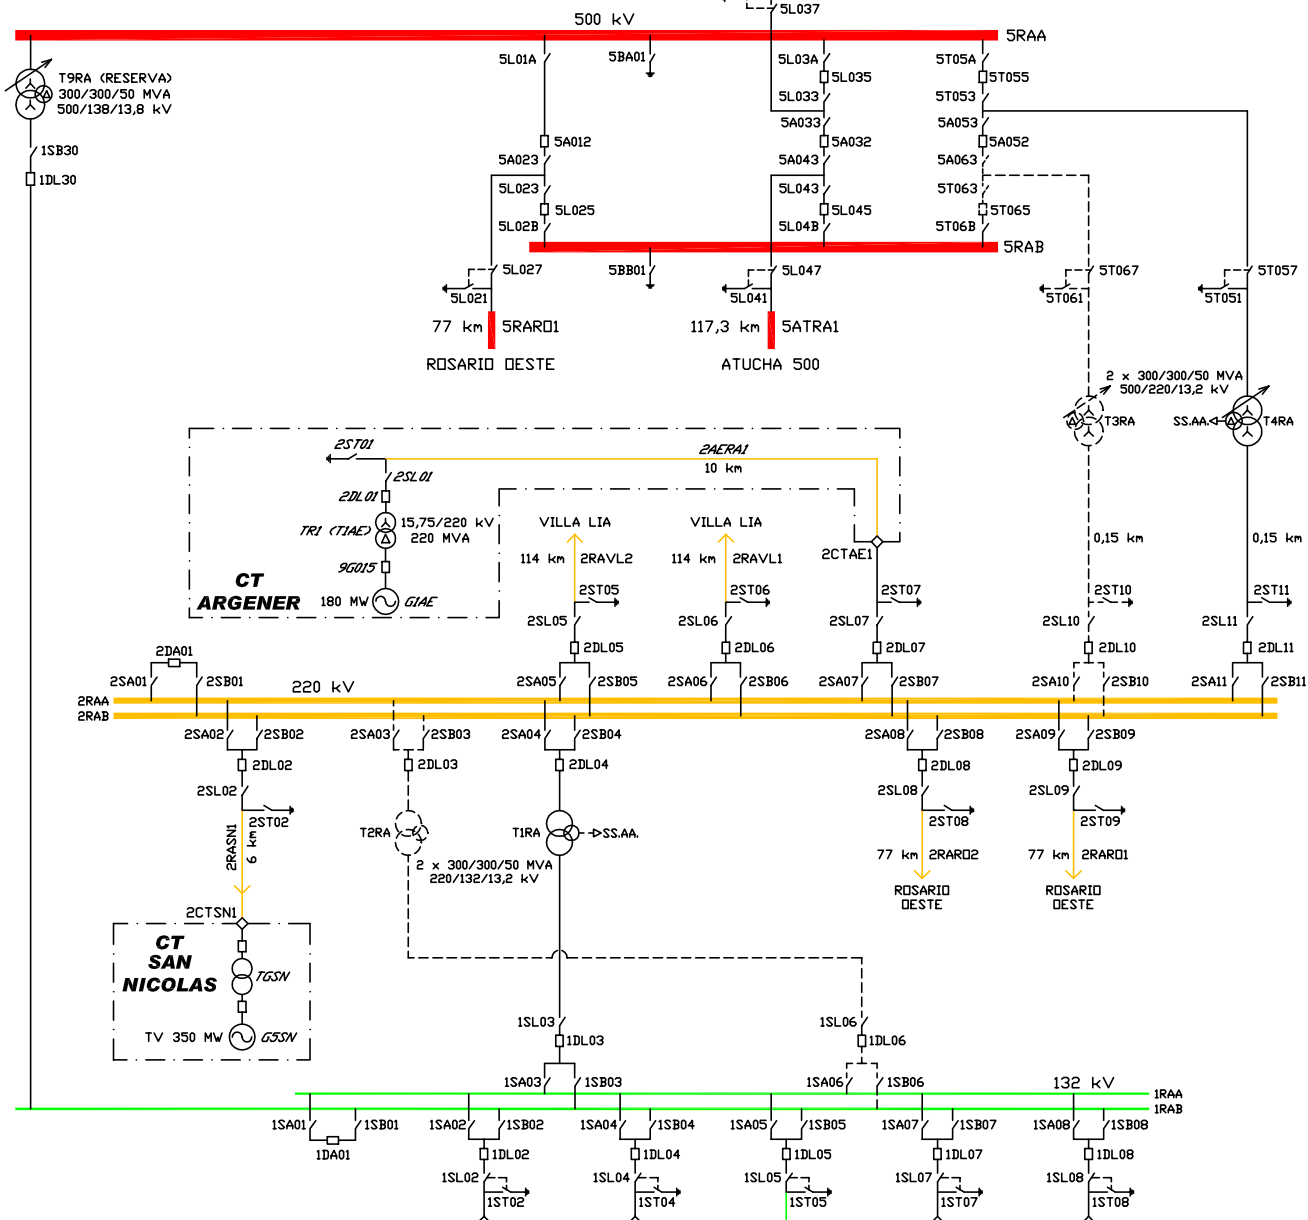 5L037
500 kV
5RAA
5L01A
5BA01
5L03A
5T05A
T9RA (RESERVA)
300/300/50 MVA
500/138/13,8 kV
5L035
5T055
5L033
5T053
5A033
5A053
1SB30
5A012
5A032
5A052
5A023
5A043
5A063
1DL30
5L023
5L043
5T063
5L025
5L045
5T065
5L02B
5L04B
5T06B
5RAB
5L027
5BB01
5L047
5T067
5T057
5L021
5L041
5T061
5T051
77 km
5RARO1
117,3 km
5ATRA1
ROSARIO OESTE
ATUCHA 500
2 x 300/300/50 MVA
500/220/13,2 kV
T3RA
SS.AA.
T4RA
2ST01
2AERA1
10 km
2SL01
2DL01
TR1 (T1AE)
15,75/220 kV
220 MVA
VILLA LIA
VILLA LIA
0,15 km
0,15 km
114 km
2RAVL2
114 km
2RAVL1
2CTAE1
9G015
CT
ARGENER
180 MW
G1AE
2ST05
2ST06
2ST07
2ST10
2ST11
2SL05
2SL06
2SL07
2SL10
2SL11
2DL05
2DL06
2DL07
2DL10
2DL11
2DA01
2SA01
2SB01
2SA05
2SB05
2SA06
2SB06
2SA07
2SB07
2SA10
2SB10
2SA11
2SB11
220 kV
2RAA
2RAB
2SA02
2SB02
2SA03
2SB03
2SA04
2SB04
2SA08
2SB08
2SA09
2SB09
2DL02
2DL03
2DL04
2DL08
2DL09
2SL02
2SL08
2SL09
2ST02
2ST08
2ST09
2RASN1
6 km
T2RA
T1RA
SS.AA.
2 x 300/300/50 MVA
220/132/13,2 kV
77 km
2RARO2
77 km
2RARO1
ROSARIO
OESTE
ROSARIO
OESTE
2CTSN1
CT
SAN
NICOLAS
TGSN
TV 350 MW
G5SN
1SL03
1SL06
1DL03
1DL06
1SA03
1SB03
1SA06
1SB06
132 kV
1RAA
1RAB
1SA01
1SB01
1SA02
1SB02
1SA04
1SB04
1SA05
1SB05
1SA07
1SB07
1SA08
1SB08
1DA01
1DL02
1DL04
1DL05
1DL07
1DL08
1SL02
1SL04
1SL05
1SL07
1SL08
1ST02
1ST04
1ST05
1ST07
1ST08